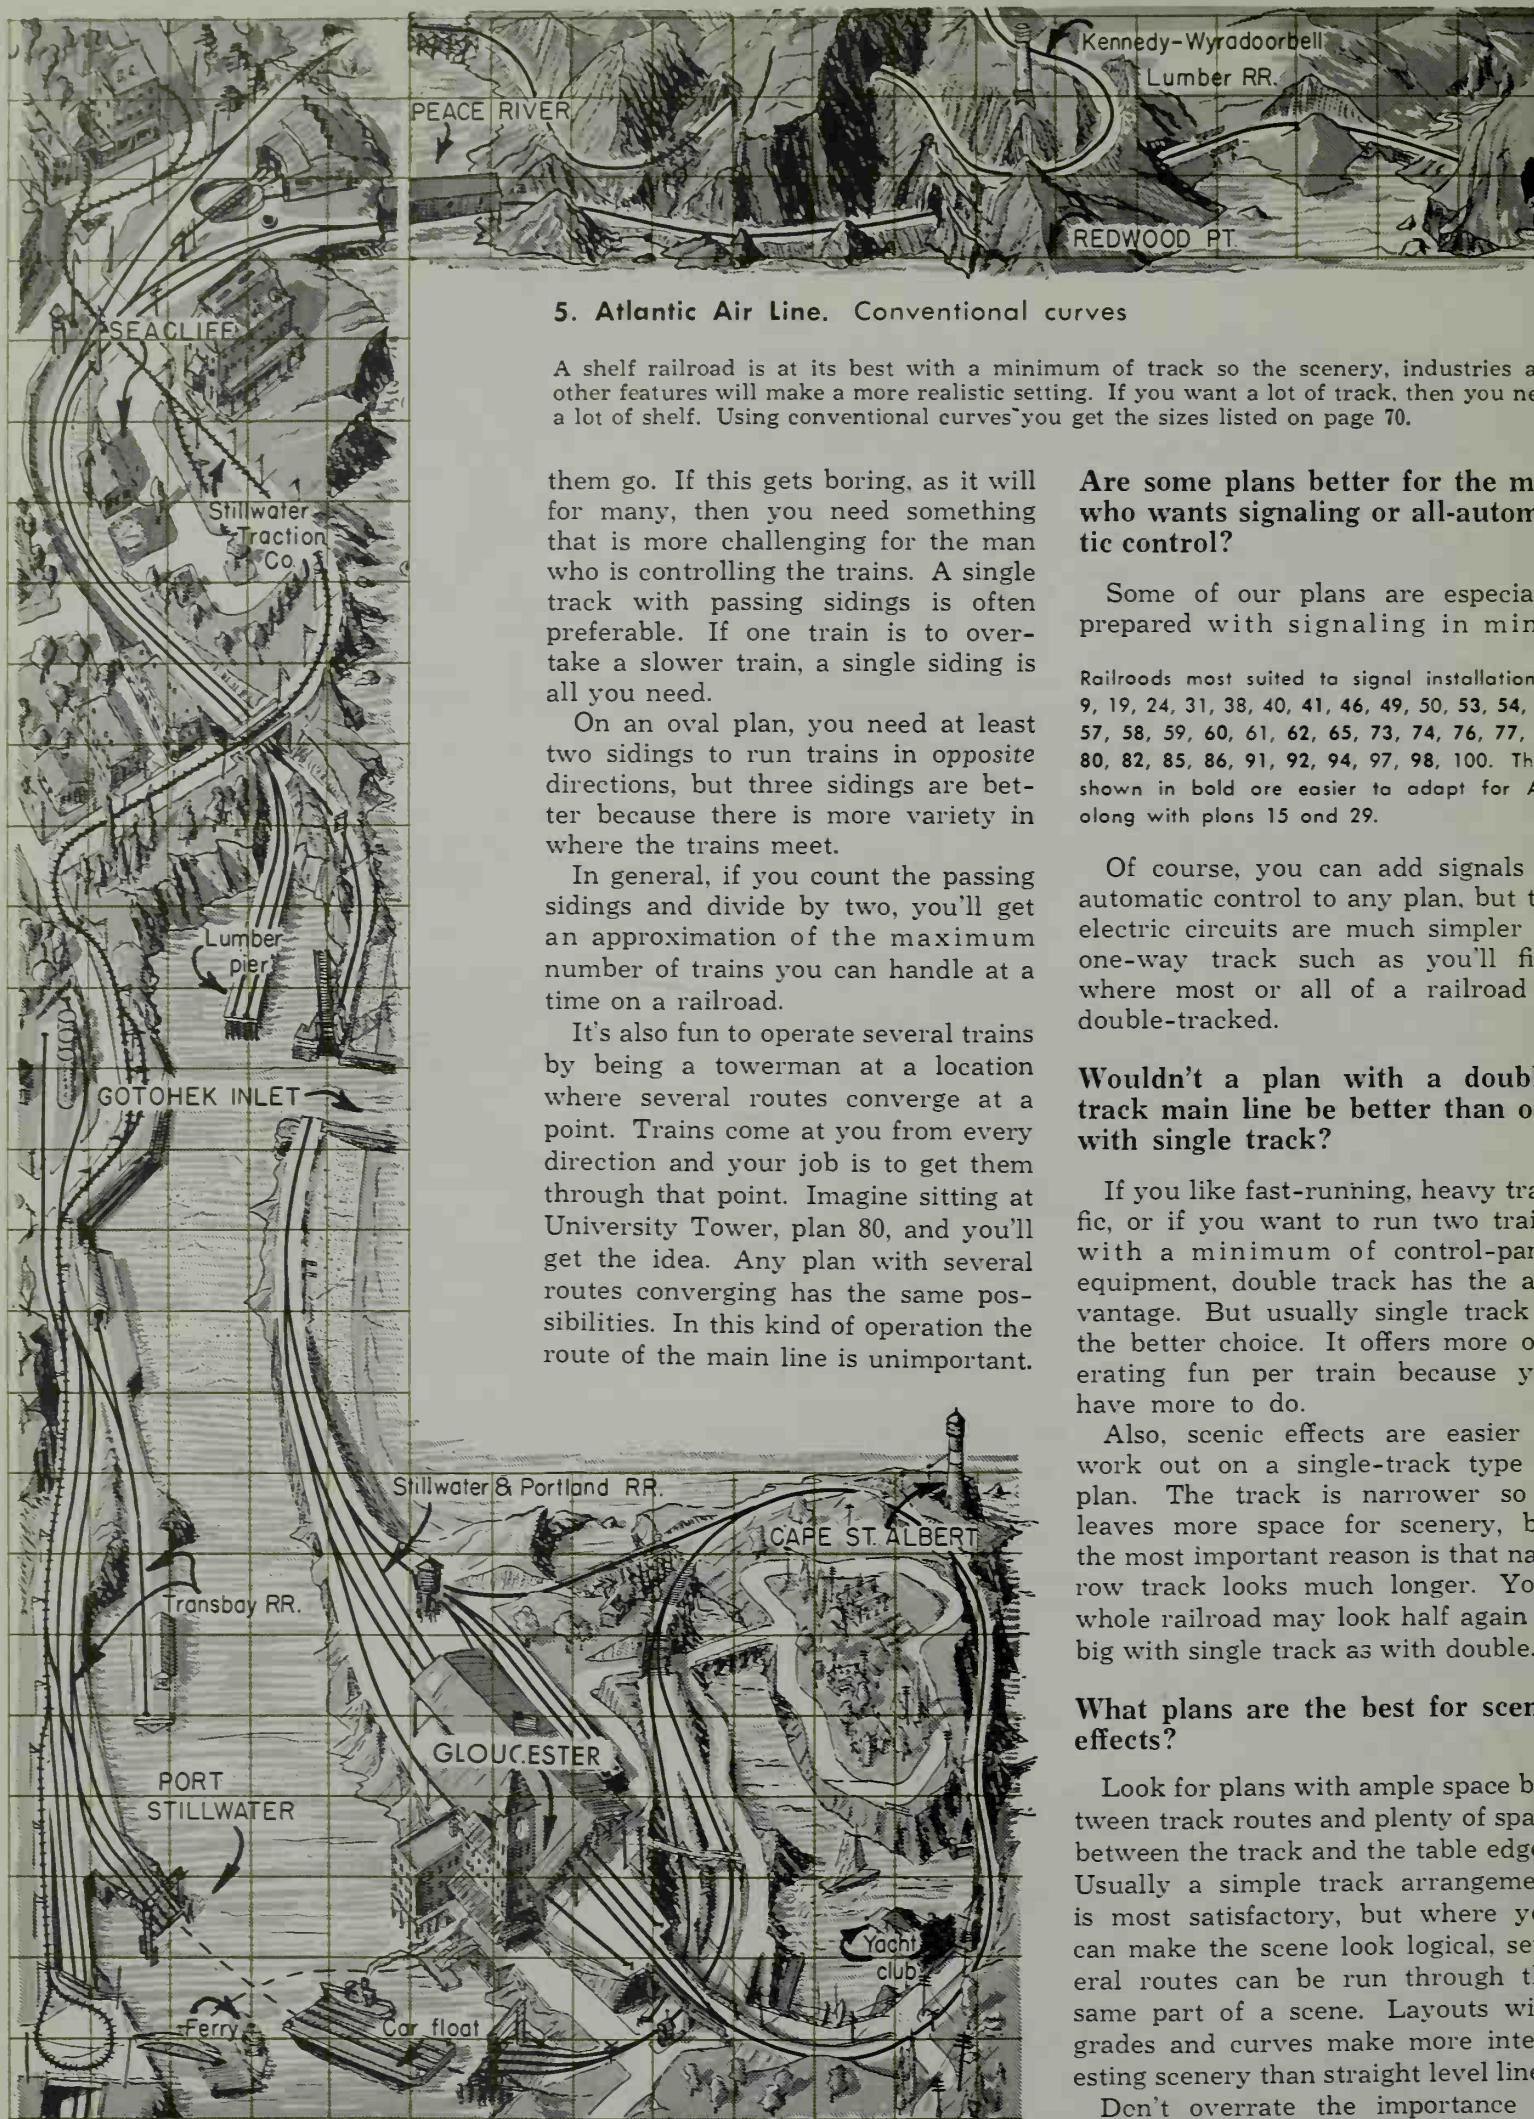 PEACE RIVER
Kennedy-Wyradoorbell
Lumber RR.
REDWOOD PT.
SEACLIFF
Stillwater
Traction
Co.
Lumber
pier
GOTOHEK INLET
Stillwater & Portland RR.
CAPE ST. ALBERT
Transbay RR.
GLOUCESTER
PORT
STILLWATER
Yacht
club
Ferry
Car float
5. Atlantic Air Line. Conventional curves
A shelf railroad is at its best with a minimum of track so the scenery, industries a
other features will make a more realistic setting. If you want a lot of track, then you ne
a lot of shelf. Using conventional curves you get the sizes listed on page 70.
them go. If this gets boring, as it will
for many, then you need something
that is more challenging for the man
who is controlling the trains. A single
track with passing sidings is often
preferable. If one train is to over-
take a slower train, a single siding is
all you need.
On an oval plan, you need at least
two sidings to run trains in opposite
directions, but three sidings are bet-
ter because there is more variety in
where the trains meet.
In general, if you count the passing
sidings and divide by two, you'll get
an approximation of the maximum
number of trains you can handle at a
time on a railroad.
It's also fun to operate several trains
by being a towerman at a location
where several routes converge at a
point. Trains come at you from every
direction and your job is to get them
through that point. Imagine sitting at
University Tower, plan 80, and you'll
get the idea. Any plan with several
routes converging has the same pos-
sibilities. In this kind of operation the
route of the main line is unimportant.
Are some plans better for the m
who wants signaling or all-autom
tic control?
Some of our plans are especia
prepared with signaling in min
Railroads most suited ta signal installation
9, 19, 24, 31, 38, 40, 41, 46, 49, 50, 53, 54,
57, 58, 59, 60, 61, 62, 65, 73, 74, 76, 77,
80, 82, 85, 86, 91, 92, 94, 97, 98, 100. Th
shown in bold ore easier ta adapt for A
olong with plons 15 ond 29.
Of course, you can add signals
automatic control to any plan, but t
electric circuits are much simpler
one-way track such as you'll fi
where most or all of a railroad
double-tracked.
Wouldn't a plan with a doubl
track main line be better than o
with single track?
If you like fast-running, heavy tra
fic, or if you want to run two trai
with a minimum of control-pan
equipment, double track has the a
vantage. But usually single track
the better choice. It offers more o
erating fun per train because y
have more to do.
Also, scenic effects are easier
work out on a single-track type
plan. The track is narrower so
leaves more space for scenery, b
the most important reason is that na
row track looks much longer. Yo
whole railroad may look half again
big with single track as with double.
What plans are the best for scen
effects?
Look for plans with ample space b
tween track routes and plenty of spa
between the track and the table edge
Usually a simple track arrangeme
is most satisfactory, but where yo
can make the scene look logical, se
eral routes can be run through th
same part of a scene. Layouts wi
grades and curves make more inte
esting scenery than straight level line
Don't overrate the importance